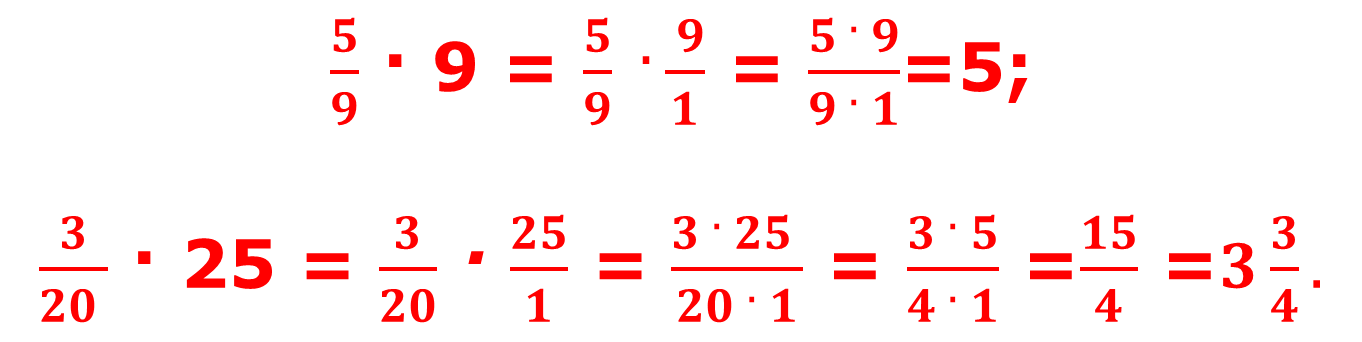 5/9 · 9 = 5/9 · 9/1 = 5 · 9/9 · 1 = 5;
3/20 · 25 = 3/20 · 25/1 = 3 · 25/20 · 1 = 3 · 5/4 · 1 = 15/4 = 3 3/4.